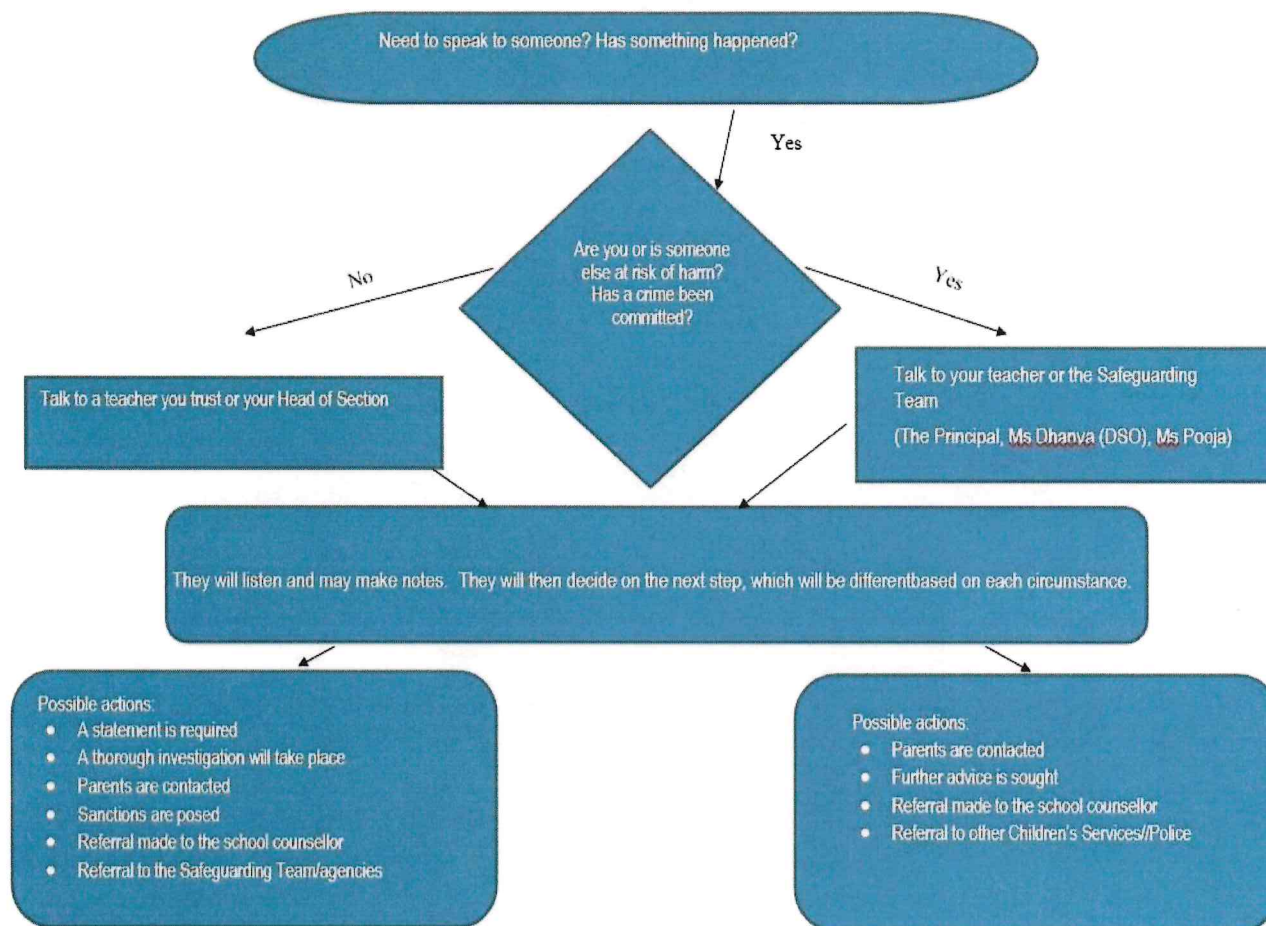 Need to speak to someone? Has something happened?
Yes
Are you or is someone
else at risk of harm?
Has a crime been
committed?
No
Yes
Talk to a teacher you trust or your Head of Section
Talk to your teacher or the Safeguarding
Team
(The Principal, Ms Dhanya (DSO), Ms Pooja)
They will listen and may make notes. They will then decide on the next step, which will be differentbased on each circumstance.
Possible actions:
• A statement is required
• A thorough investigation will take place
• Parents are contacted
• Sanctions are posed
• Referral made to the school counsellor
• Referral to the Safeguarding Team/agencies
Possible actions:
• Parents are contacted
• Further advice is sought
• Referral made to the school counsellor
• Referral to other Children's Services//Police